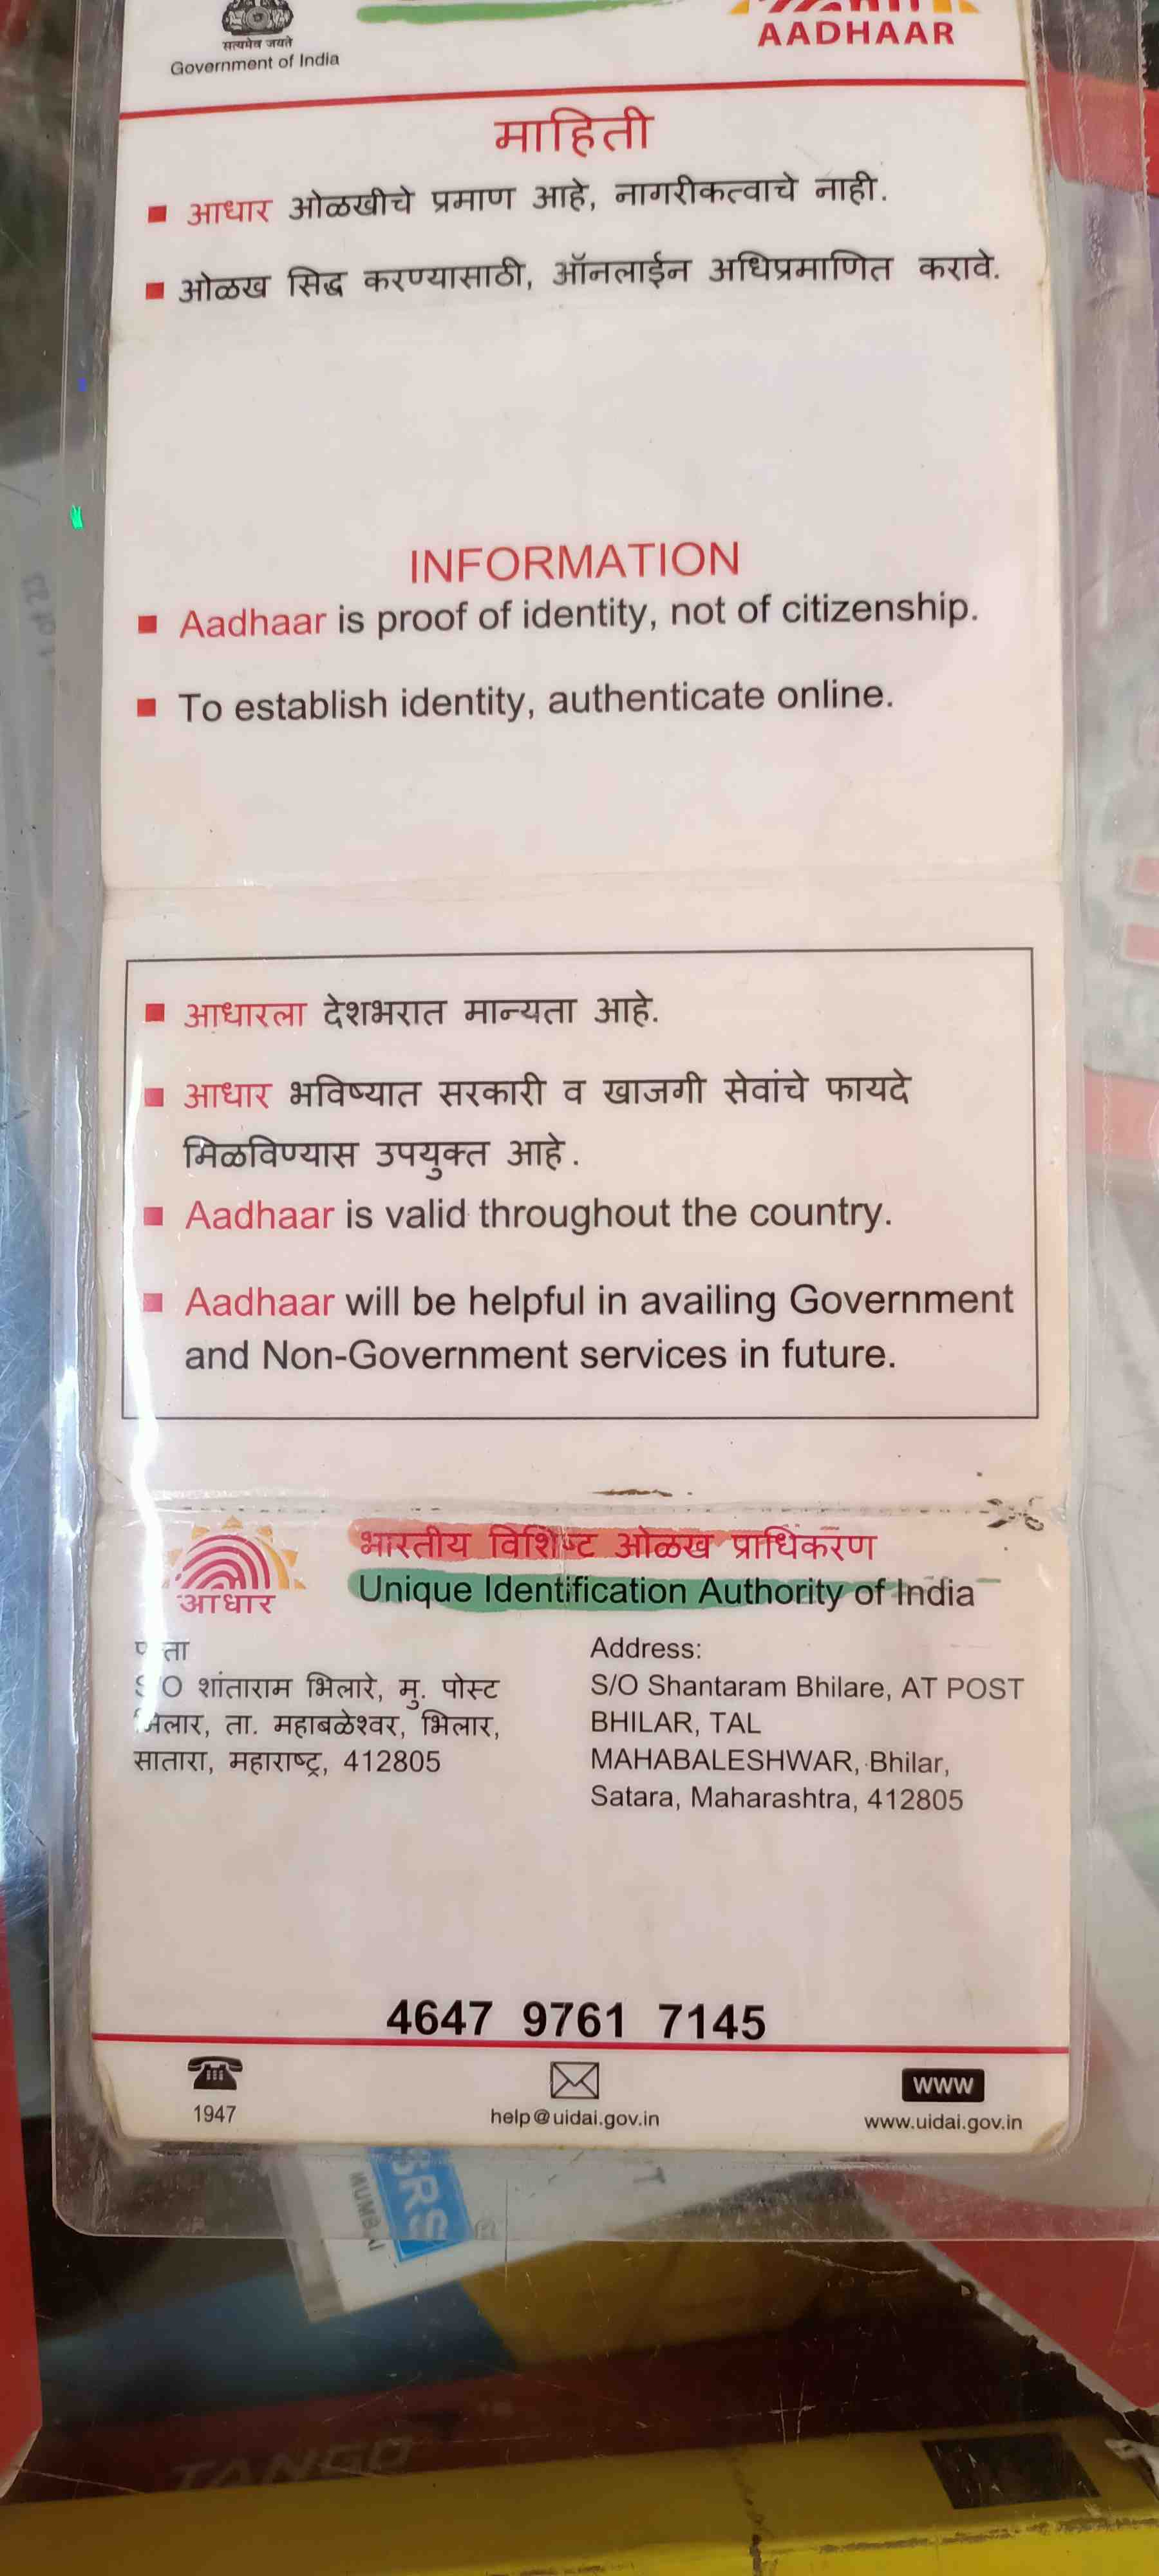 सत्यमेव जयते
Government of India
AADHAAR
माहिती
आधार ओळखीचे प्रमाण आहे, नागरीकत्वाचे नाही.
ओळख सिद्ध करण्यासाठी, ऑनलाईन अधिप्रमाणित करावे.
INFORMATION
Aadhaar is proof of identity, not of citizenship.
To establish identity, authenticate online.
आधारला देशभरात मान्यता आहे.
आधार भविष्यात सरकारी व खाजगी सेवांचे फायदे
मिळविण्यास उपयुक्त आहे.
Aadhaar is valid throughout the country.
Aadhaar will be helpful in availing Government
and Non-Government services in future.
आधार
भारतीय विशिष्ट ओळख प्राधिकरण
Unique Identification Authority of India
शांताराम भिलारे, मु. पोस्ट
ता. महाबळेश्वर, भिलार,
सातारा, महाराष्ट्र, 412805
Address:
S/O Shantaram Bhilare, AT POST
BHILAR, TAL
MAHABALESHWAR, Bhilar,
Satara, Maharashtra, 412805
4647 9761 7145
1947
help@uidai.gov.in
www
www.uidai.gov.in
TANGO